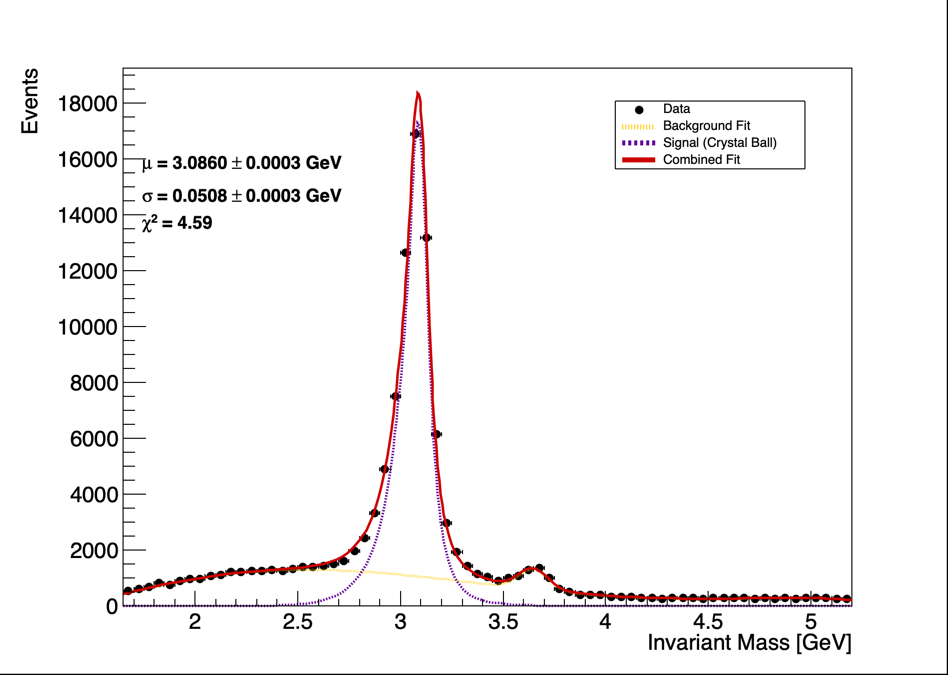 Events
18000
16000
14000
12000
10000
8000
6000
4000
2000
0
μ = 3.0860 ± 0.0003 GeV
σ = 0.0508 ± 0.0003 GeV
χ² = 4.59
Data
Background Fit
Signal (Crystal Ball)
Combined Fit
2 2.5 3 3.5 4 4.5 5
Invariant Mass [GeV]